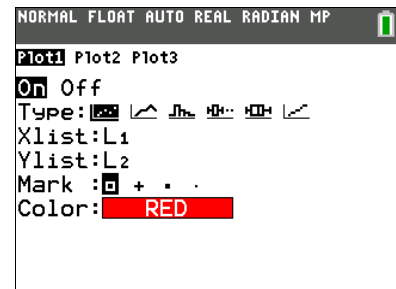 NORMAL FLOAT AUTO REAL RADIAN MP
Plot1 Plot2 Plot3
On Off
Type:
Xlist:L1
Ylist:L2
Mark : + · ·
Color: RED